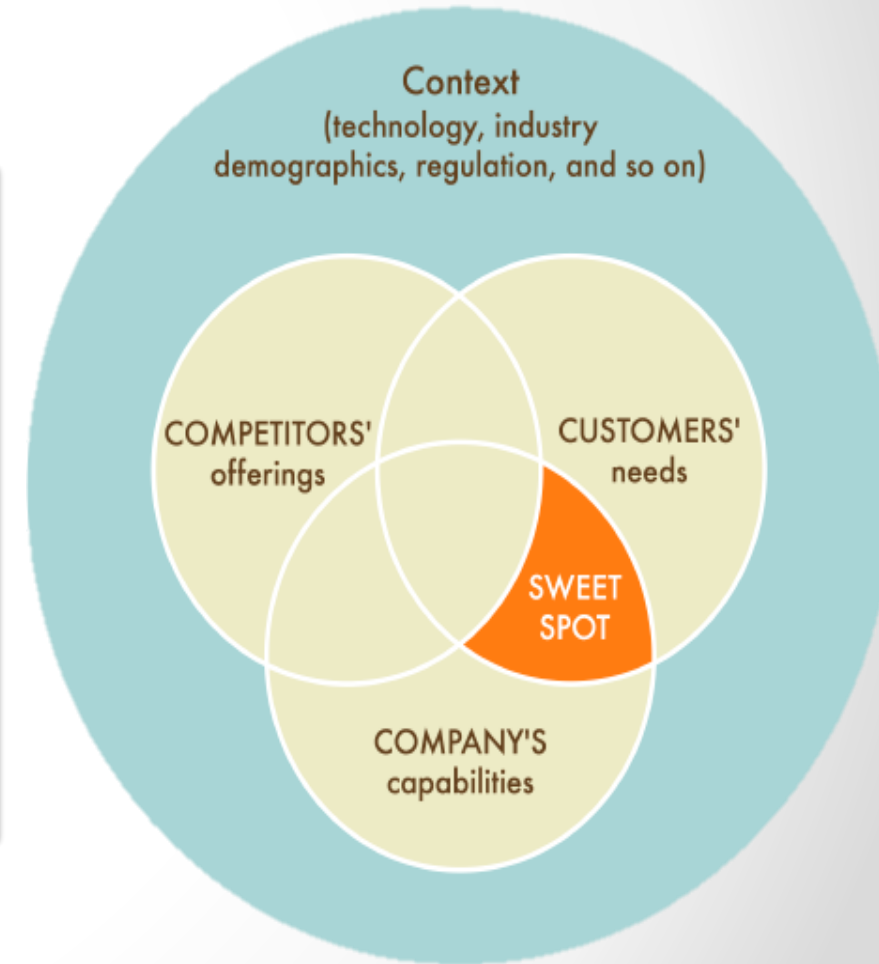 Context
(technology, industry
demographics, regulation, and so on)
COMPETITORS'
offerings
CUSTOMERS'
needs
SWEET
SPOT
COMPANY'S
capabilities